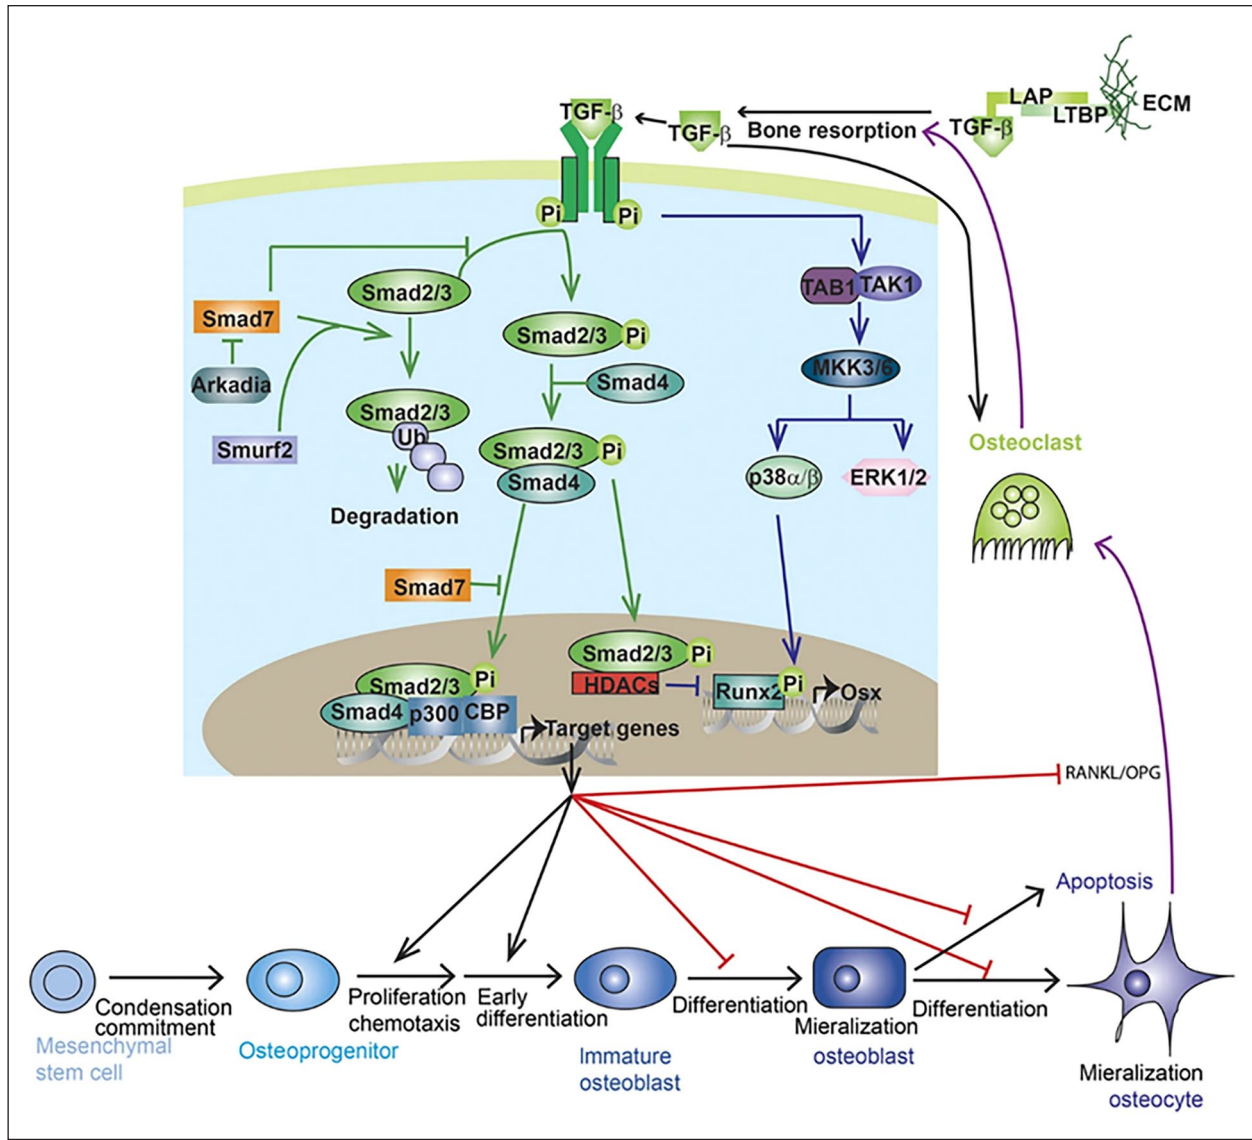 TGF-β
TGF-β
Bone resorption
LAP
LTBP
TGF-β
ECM
Pi
Pi
Smad2/3
TAB1
TAK1
Smad7
Smad2/3
Pi
Arkadia
Smad4
MKK3/6
Smad2/3
Ub
Smurf2
Smad2/3
Pi
Smad4
p38α/β
ERK1/2
Osteoclast
Degradation
Smad7
Smad2/3
Pi
HDACs
Smad2/3
Pi
Smad4
p300
CBP
Runx2
Pi
Osx
Target genes
RANKL/OPG
Apoptosis
Condensation
commitment
Proliferation
chemotaxis
Early
differentiation
Differentiation
Mieralization
osteoblast
Differentiation
Mesenchymal
stem cell
Osteoprogenitor
Immature
osteoblast
Mieralization
osteocyte